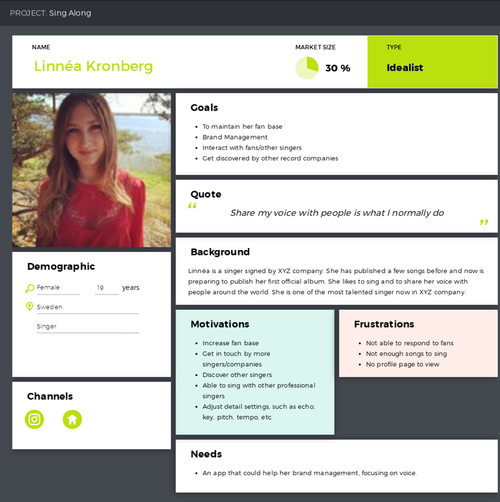 PROJECT: Sing Along
NAME
Linnéa Kronberg
MARKET SIZE
30 %
TYPE
Idealist
Goals
• To maintain her fan base
• Brand Management
• Interact with fans/other singers
• Get discovered by other record companies
Quote
“ Share my voice with people is what I normally do ”
Demographic
Female 19 years
Sweden
Singer
Background
Linnéa is a singer signed by XYZ company. She has published a few songs before and now is
preparing to publish her first official album. She likes to sing and to share her voice with
people around the world. She is one of the most talented singer now in XYZ company.
Motivations
• Increase fan base
• Get in touch by more
singers/companies
• Discover other singers
• Able to sing with other professional
singers
• Adjust detail settings, such as echo,
key, pitch, tempo, etc.
Frustrations
• Not able to respond to fans
• Not enough songs to sing
• No profile page to view
Channels
Needs
• An app that could help her brand management, focusing on voice.